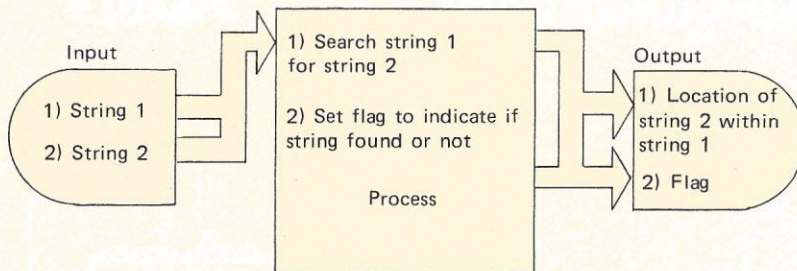 Input
1) String 1
2) String 2
1) Search string 1
for string 2
2) Set flag to indicate if
string found or not
Process
Output
1) Location of
string 2 within
string 1
2) Flag